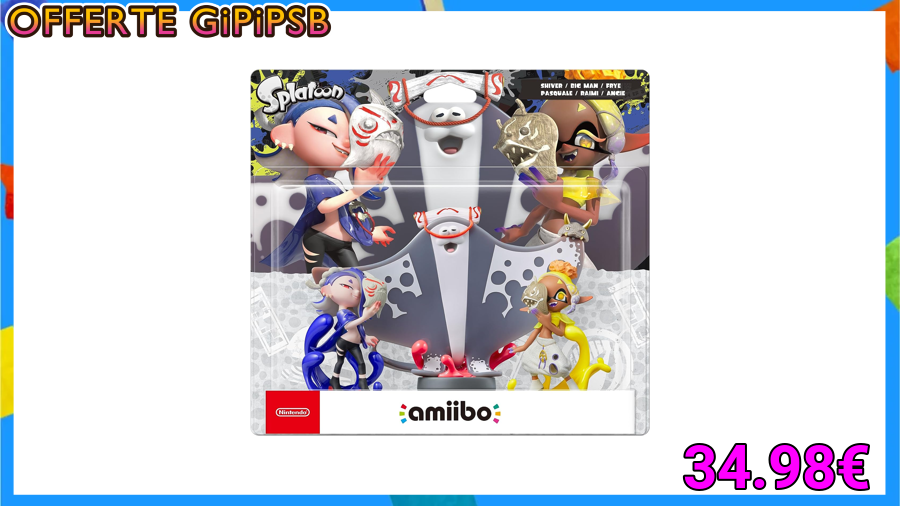 OFFERTE GiPiPSB
Splatoon
SHIVER / BIG MAN / FRYE
PASQUALE / RAIMI / ANGIE
Nintendo
amiibo
34.98€